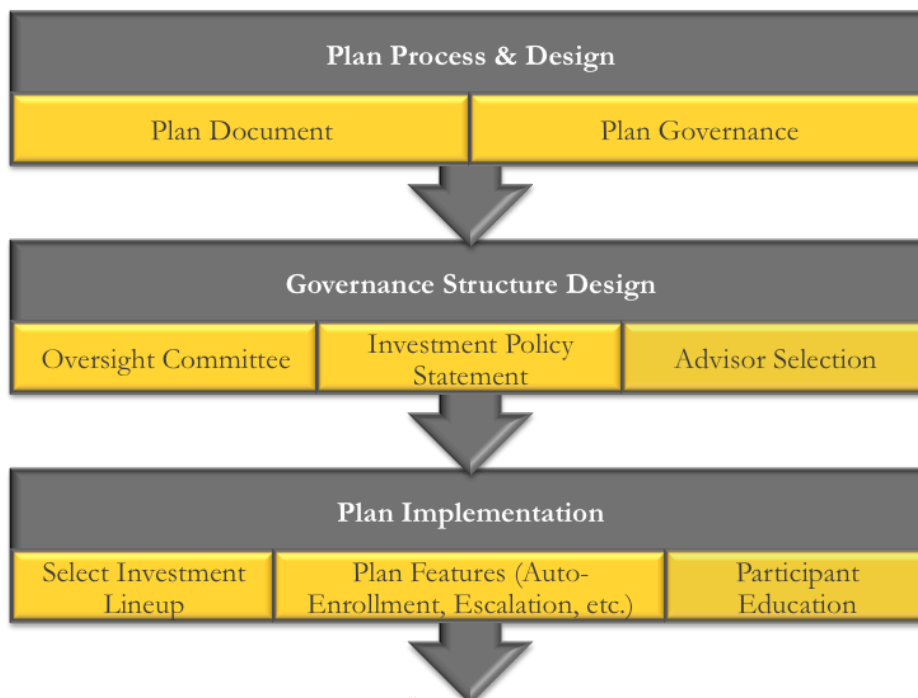 Plan Process & Design
Plan Document
Plan Governance
Governance Structure Design
Oversight Committee
Investment Policy
Statement
Advisor Selection
Plan Implementation
Select Investment
Lineup
Plan Features (Auto-
Enrollment, Escalation, etc.)
Participant
Education